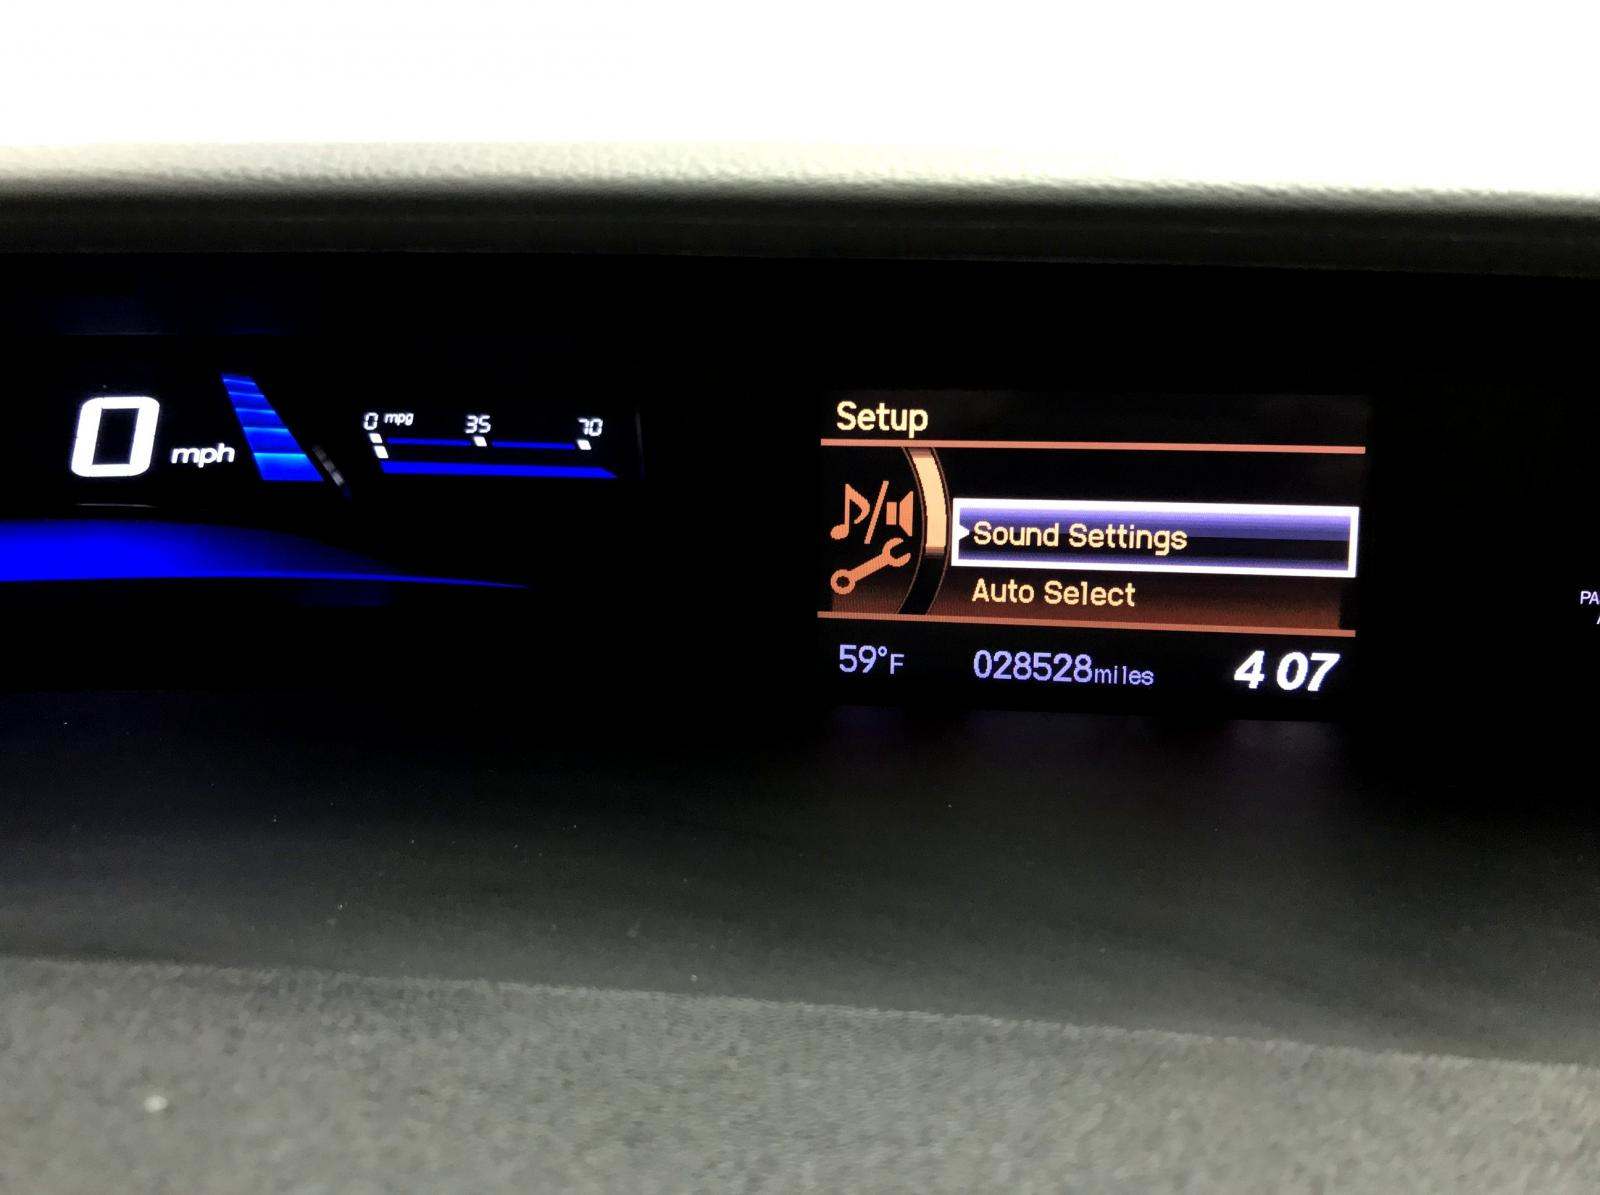 0 mph
0 mpg 35 70
Setup
Sound Settings
Auto Select
59°F 028528miles 4 07